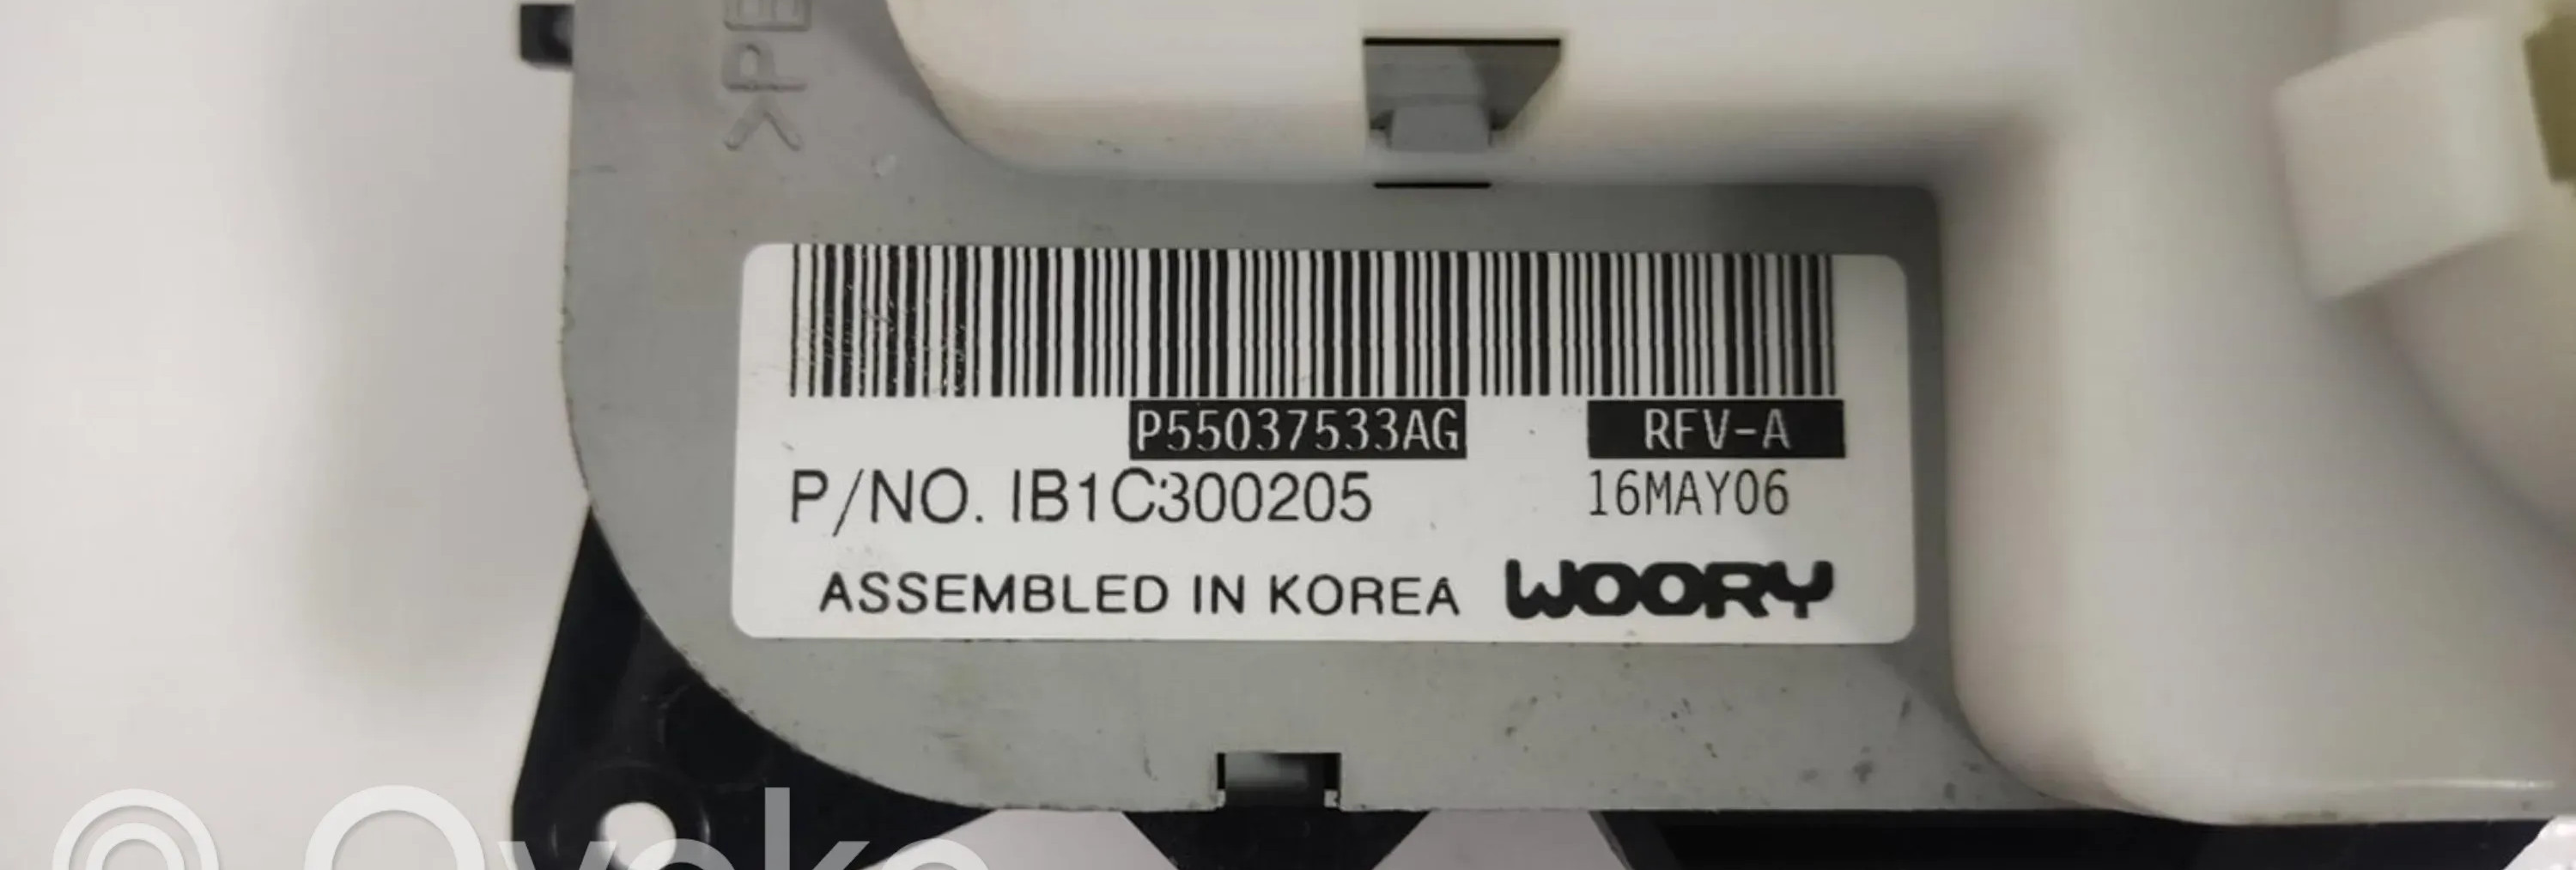 P55037533AG RFV-A
P/NO. IB1C300205 16MAY06
ASSEMBLED IN KOREA WOORY